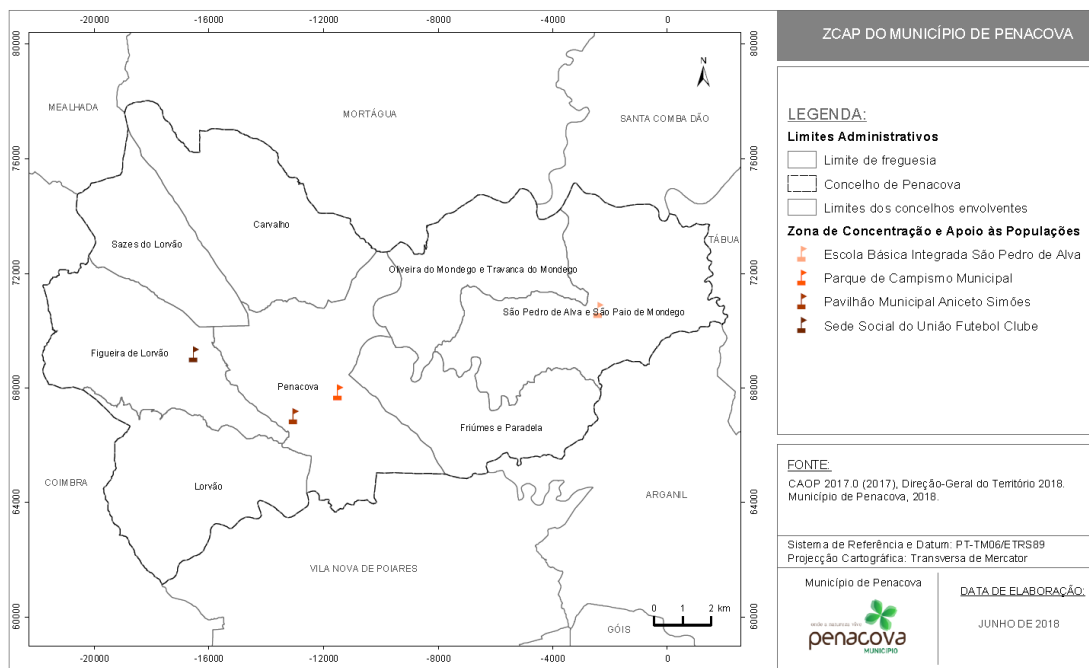 -20000 -16000 -12000 -8000 -4000 0
80000 80000
76000 76000
72000 72000
68000 68000
64000 64000
60000 60000
N
MEALHADA
MORTÁGUA
SANTA COMBA DÃO
TÁBUA
Carvalho
Sazes do Lorvão
Oliveira do Mondego e Travanca do Mondego
São Pedro de Alva e São Paio de Mondego
Figueira de Lorvão
Penacova
Friúmes e Paradela
Lorvão
COIMBRA
ARGANIL
VILA NOVA DE POIARES
GÓIS
0 1 2 km
-20000 -16000 -12000 -8000 -4000 0
ZCAP DO MUNICÍPIO DE PENACOVA
LEGENDA:
Limites Administrativos
Limite de freguesia
Concelho de Penacova
Limites dos concelhos envolventes
Zona de Concentração e Apoio às Populações
Escola Básica Integrada São Pedro de Alva
Parque de Campismo Municipal
Pavilhão Municipal Aniceto Simões
Sede Social do União Futebol Clube
FONTE:
CAOP 2017.0 (2017), Direção-Geral do Território 2018.
Município de Penacova, 2018.
Sistema de Referência e Datum: PT-TM06/ETRS89
Projecção Cartográfica: Transversa de Mercator
Município de Penacova
penacova
MUNICÍPIO
DATA DE ELABORAÇÃO:
JUNHO DE 2018